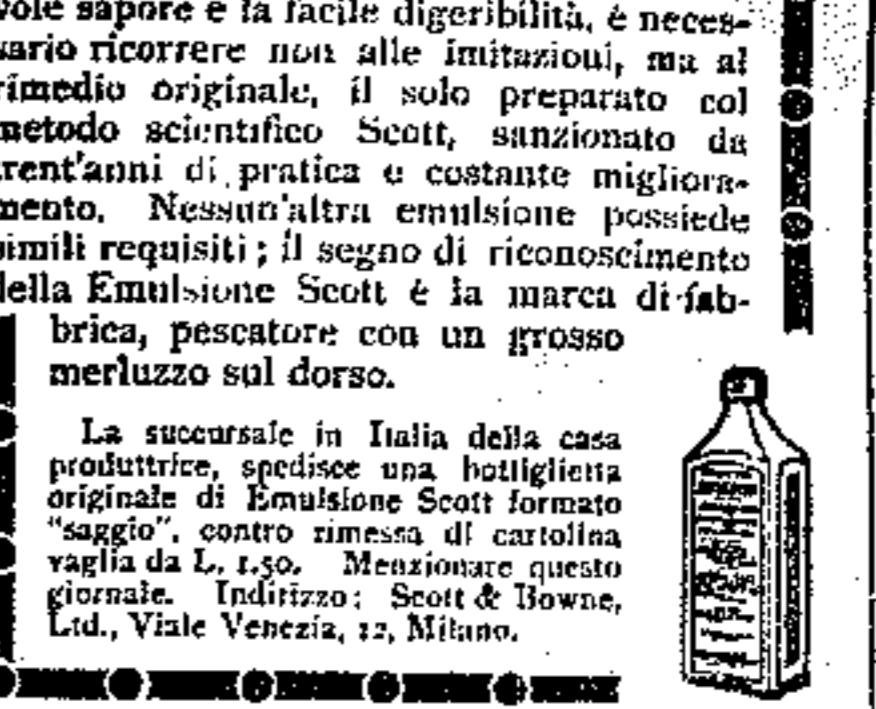 vole sapore e la facile digeribilità, è neces-
sario ricorrere non alle imitazioni, ma al
rimedio originale, il solo preparato col
metodo scientifico Scott, sanzionato da
trent'anni di pratica e costante migliora-
mento. Nessun'altra emulsione possiede
simili requisiti; il segno di riconoscimento
della Emulsione Scott è la marca di fab-
brica, pescatore con un grosso
merluzzo sul dorso.
La succursale in Italia della casa
produttrice, spedisce una bottiglietta
originale di Emulsione Scott formato
"saggio", contro rimessa di cartolina
vaglia da L. 1.50. Menzionare questo
giornale. Indirizzo: Scott & Bowne,
Ltd., Viale Venezia, 12, Milano.